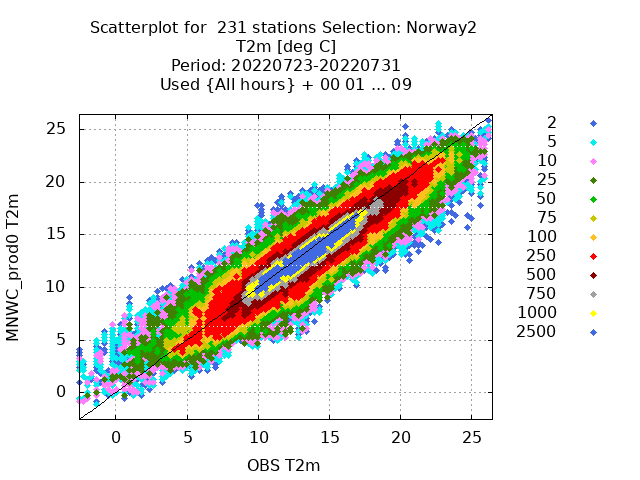 Scatterplot for  231 stations Selection: Norway2
T2m [deg C]
Period: 20220723-20220731
Used {All hours} + 00 01 ... 09
MNWC_prod0 T2m
25
20
15
10
5
0
0 5 10 15 20 25
OBS T2m
2
5
10
25
50
75
100
250
500
750
1000
2500